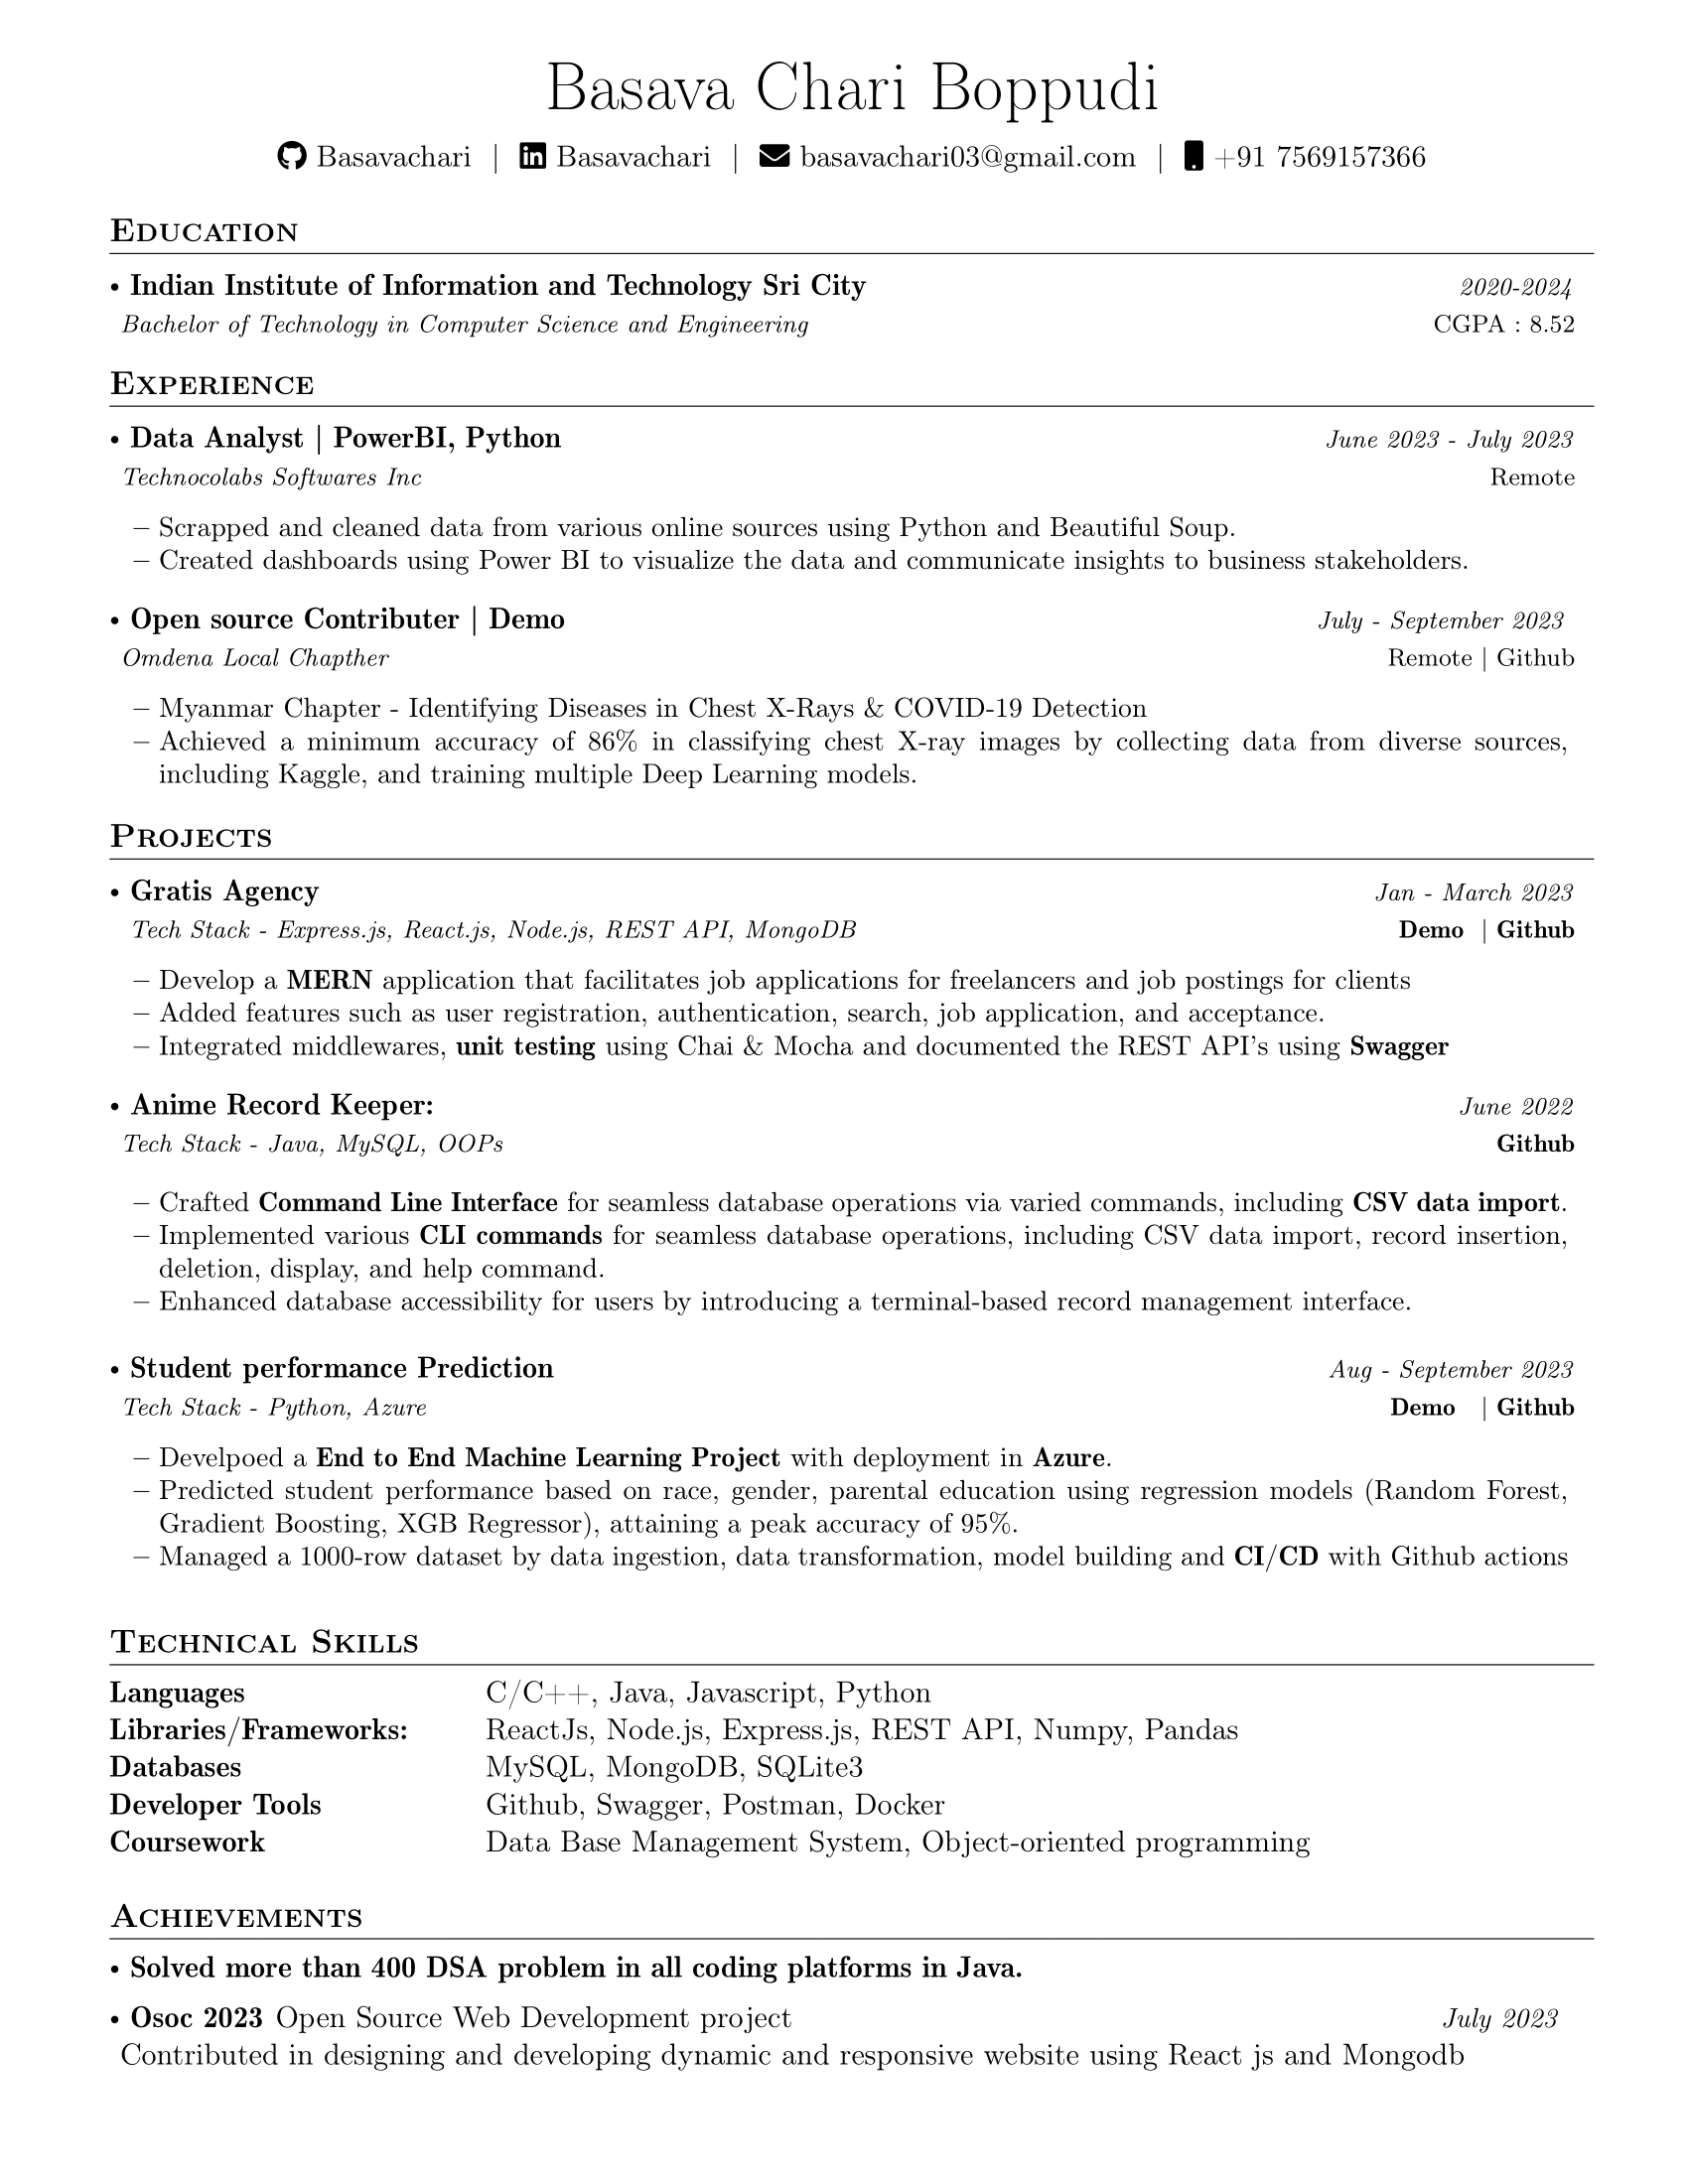 Basava Chari Boppudi
Basavachari | Basavachari | basavachari03@gmail.com | +91 7569157366
Education
• Indian Institute of Information and Technology Sri City 2020-2024
Bachelor of Technology in Computer Science and Engineering CGPA : 8.52
Experience
• Data Analyst | PowerBI, Python June 2023 - July 2023
Technocolabs Softwares Inc Remote
– Scrapped and cleaned data from various online sources using Python and Beautiful Soup.
– Created dashboards using Power BI to visualize the data and communicate insights to business stakeholders.
• Open source Contributer | Demo July - September 2023
Omdena Local Chapther Remote | Github
– Myanmar Chapter - Identifying Diseases in Chest X-Rays & COVID-19 Detection
– Achieved a minimum accuracy of 86% in classifying chest X-ray images by collecting data from diverse sources,
including Kaggle, and training multiple Deep Learning models.
Projects
• Gratis Agency Jan - March 2023
Tech Stack - Express.js, React.js, Node.js, REST API, MongoDB Demo | Github
– Develop a MERN application that facilitates job applications for freelancers and job postings for clients
– Added features such as user registration, authentication, search, job application, and acceptance.
– Integrated middlewares, unit testing using Chai & Mocha and documented the REST API's using Swagger
• Anime Record Keeper: June 2022
Tech Stack - Java, MySQL, OOPs Github
– Crafted Command Line Interface for seamless database operations via varied commands, including CSV data import.
– Implemented various CLI commands for seamless database operations, including CSV data import, record insertion,
deletion, display, and help command.
– Enhanced database accessibility for users by introducing a terminal-based record management interface.
• Student performance Prediction Aug - September 2023
Tech Stack - Python, Azure Demo | Github
– Develpoed a End to End Machine Learning Project with deployment in Azure.
– Predicted student performance based on race, gender, parental education using regression models (Random Forest,
Gradient Boosting, XGB Regressor), attaining a peak accuracy of 95%.
– Managed a 1000-row dataset by data ingestion, data transformation, model building and CI/CD with Github actions
Technical Skills
Languages C/C++, Java, Javascript, Python
Libraries/Frameworks: ReactJs, Node.js, Express.js, REST API, Numpy, Pandas
Databases MySQL, MongoDB, SQLite3
Developer Tools Github, Swagger, Postman, Docker
Coursework Data Base Management System, Object-oriented programming
Achievements
• Solved more than 400 DSA problem in all coding platforms in Java.
• Osoc 2023 Open Source Web Development project July 2023
Contributed in designing and developing dynamic and responsive website using React js and Mongodb